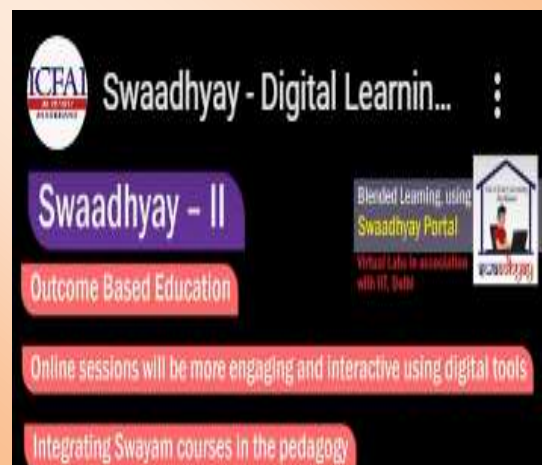 ICFAI
Swaadhyay - Digital Learnin...
Swaadhyay – II
Blended Learning, using
Swaadhyay Portal
Virtual Labs in association
with IIT, Delhi
Outcome Based Education
Online sessions will be more engaging and interactive using digital tools
Integrating Swayam courses in the pedagogy